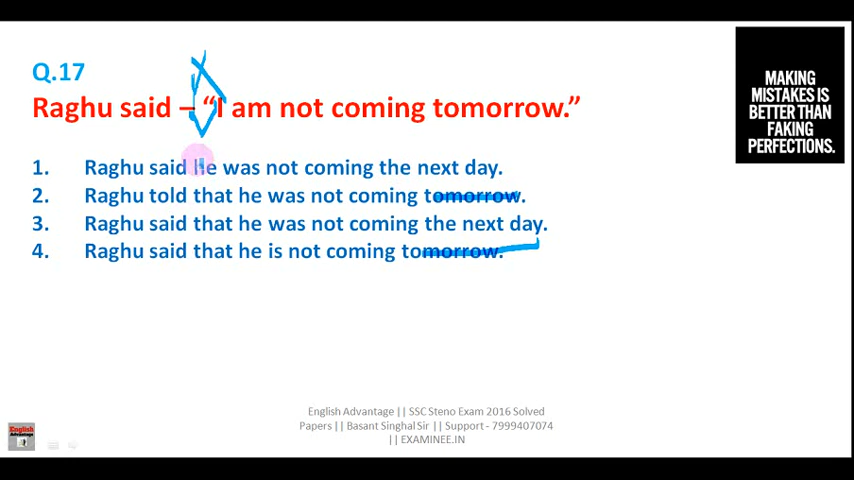 Q.17
MAKING
MISTAKES IS
BETTER THAN
FAKING
PERFECTIONS.
Raghu said – “I am not coming tomorrow.”
1. Raghu said he was not coming the next day.
2. Raghu told that he was not coming tomorrow.
3. Raghu said that he was not coming the next day.
4. Raghu said that he is not coming tomorrow.
English Advantage || SSC Steno Exam 2016 Solved
Papers || Basant Singhal Sir || Support - 7999407074
|| EXAMINEE.IN
English
Advantage